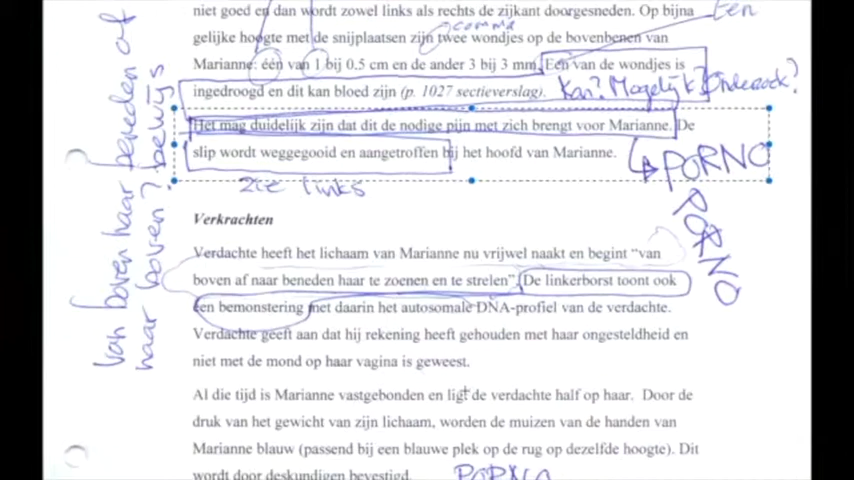 niet goed en dan wordt zowel links als rechts de zijkant doorgesneden. Op bijna
Een
comma
gelijke hoogte met de snijplaatsen zijn twee wondjes op de bovenbenen van
Marianne: één van 1 bij 0.5 cm en de ander 3 bij 3 mm. Eén van de wondjes is
ingedroogd en dit kan bloed zijn (p. 1027 sectieverslag). Kan? Mogelijk? Onderzoek?
Het mag duidelijk zijn dat dit de nodige pijn met zich brengt voor Marianne. De
slip wordt weggegooid en aangetroffen bij het hoofd van Marianne.
PORNO
zie links
PORNO
van boven haar beneden of
haar boven? bewijs
Verkrachten
Verdachte heeft het lichaam van Marianne nu vrijwel naakt en begint “van
boven af naar beneden haar te zoenen en te strelen”. De linkerborst toont ook
een bemonstering met daarin het autosomale DNA-profiel van de verdachte.
Verdachte geeft aan dat hij rekening heeft gehouden met haar ongesteldheid en
niet met de mond op haar vagina is geweest.
Al die tijd is Marianne vastgebonden en ligt de verdachte half op haar. Door de
druk van het gewicht van zijn lichaam, worden de muizen van de handen van
Marianne blauw (passend bij een blauwe plek op de rug op dezelfde hoogte). Dit
wordt door deskundigen bevestigd. PORNO